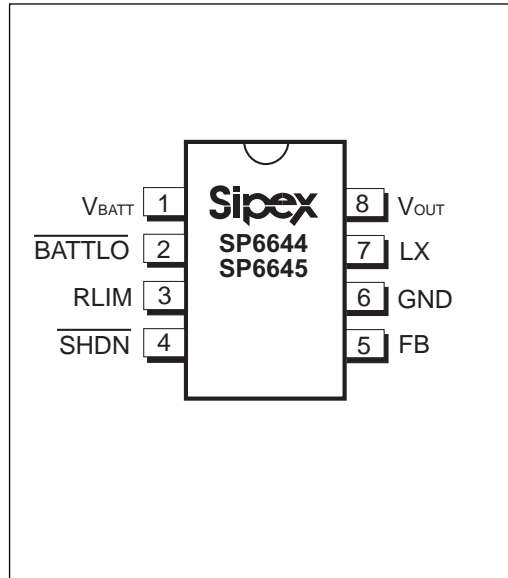 Sipex
SP6644
SP6645
VBATT 1
BATTLO 2
RLIM 3
SHDN 4
8 VOUT
7 LX
6 GND
5 FB